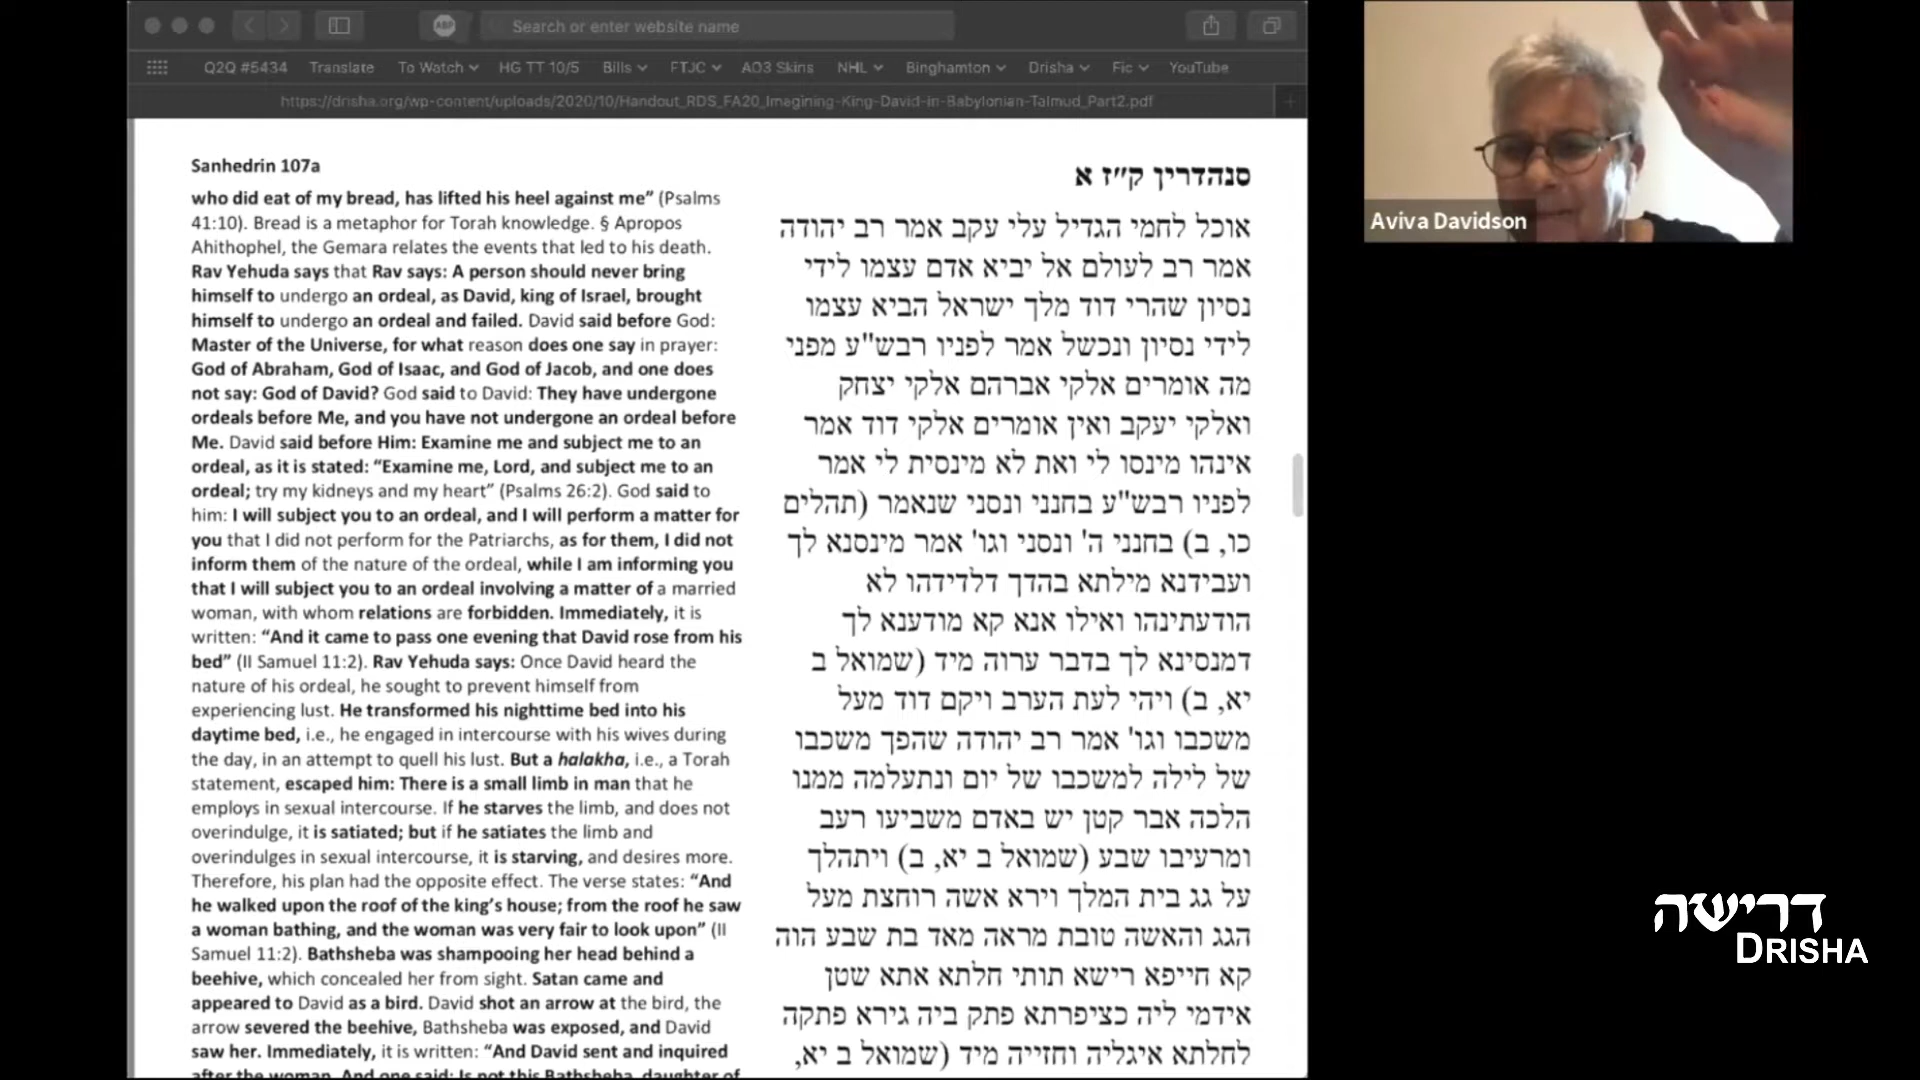 ABP
Search or enter website name
Q2Q #5434 Translate To Watch HG TT 10/5 Bills FTJC AO3 Skins NHL Binghamton Drisha Fic YouTube
https://drisha.org/wp-content/uploads/2020/10/Handout_RDS_FA20_Imagining-King-David-in-Babylonian-Talmud_Part2.pdf
Sanhedrin 107a
who did eat of my bread, has lifted his heel against me” (Psalms
41:10). Bread is a metaphor for Torah knowledge. § Apropos
Ahithophel, the Gemara relates the events that led to his death.
Rav Yehuda says that Rav says: A person should never bring
himself to undergo an ordeal, as David, king of Israel, brought
himself to undergo an ordeal and failed. David said before God:
Master of the Universe, for what reason does one say in prayer:
God of Abraham, God of Isaac, and God of Jacob, and one does
not say: God of David? God said to David: They have undergone
ordeals before Me, and you have not undergone an ordeal before
Me. David said before Him: Examine me and subject me to an
ordeal, as it is stated: “Examine me, Lord, and subject me to an
ordeal; try my kidneys and my heart” (Psalms 26:2). God said to
him: I will subject you to an ordeal, and I will perform a matter for
you that I did not perform for the Patriarchs, as for them, I did not
inform them of the nature of the ordeal, while I am informing you
that I will subject you to an ordeal involving a matter of a married
woman, with whom relations are forbidden. Immediately, it is
written: “And it came to pass one evening that David rose from his
bed” (II Samuel 11:2). Rav Yehuda says: Once David heard the
nature of his ordeal, he sought to prevent himself from
experiencing lust. He transformed his nighttime bed into his
daytime bed, i.e., he engaged in intercourse with his wives during
the day, in an attempt to quell his lust. But a halakha, i.e., a Torah
statement, escaped him: There is a small limb in man that he
employs in sexual intercourse. If he starves the limb, and does not
overindulge, it is satiated; but if he satiates the limb and
overindulges in sexual intercourse, it is starving, and desires more.
Therefore, his plan had the opposite effect. The verse states: “And
he walked upon the roof of the king’s house; from the roof he saw
a woman bathing, and the woman was very fair to look upon” (II
Samuel 11:2). Bathsheba was shampooing her head behind a
beehive, which concealed her from sight. Satan came and
appeared to David as a bird. David shot an arrow at the bird, the
arrow severed the beehive, Bathsheba was exposed, and David
saw her. Immediately, it is written: “And David sent and inquired
after the woman. And one said: Is not this Bathsheba, daughter of
סנהדרין ק״ז א
אוכל לחמי הגדיל עלי עקב אמר רב יהודה
אמר רב לעולם אל יביא אדם עצמו לידי
נסיון שהרי דוד מלך ישראל הביא עצמו
לידי נסיון ונכשל אמר לפניו רבש"ע מפני
מה אומרים אלקי אברהם אלקי יצחק
ואלקי יעקב ואין אומרים אלקי דוד אמר
אינהו מינסו לי ואת לא מינסית לי אמר
לפניו רבש"ע בחנני ונסני שנאמר (תהלים
כו, ב) בחנני ה' ונסני וגו' אמר מינסנא לך
ועבידנא מילתא בהדך דלדידהו לא
הודעתינהו ואילו אנא קא מודענא לך
דמנסינא לך בדבר ערוה מיד (שמואל ב
יא, ב) ויהי לעת הערב ויקם דוד מעל
משכבו וגו' אמר רב יהודה שהפך משכבו
של לילה למשכבו של יום ונתעלמה ממנו
הלכה אבר קטן יש באדם משביעו רעב
ומרעיבו שבע (שמואל ב יא, ב) ויתהלך
על גג בית המלך וירא אשה רוחצת מעל
הגג והאשה טובת מראה מאד בת שבע הוה
קא חייפא רישא תותי חלתא אתא שטן
אידמי ליה כציפרתא פתק ביה גירא פתקה
לחלתא איגליה וחזייה מיד (שמואל ב יא,
Aviva Davidson
דרישה
DRISHA